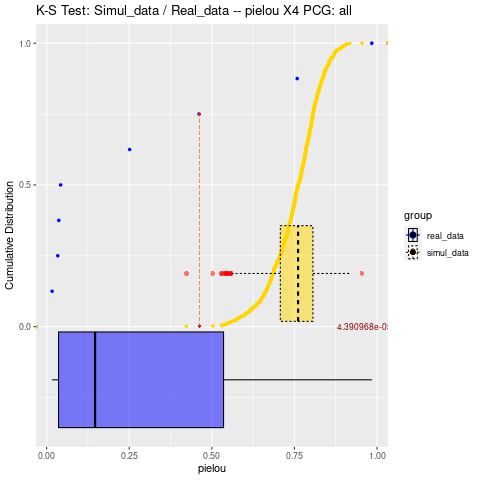 K-S Test: Simul_data / Real_data -- pielou X4 PCG: all
Cumulative Distribution
1.0
0.5
0.0
4.390968e-05
0.00
0.25
0.50
0.75
1.00
pielou
group
real_data
simul_data